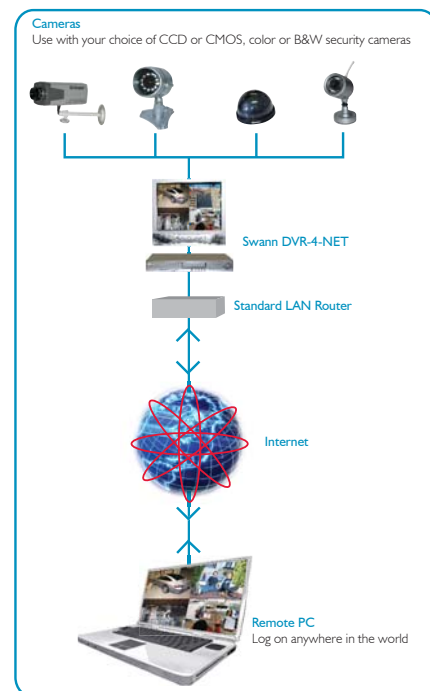 Cameras
Use with your choice of CCD or CMOS, color or B&W security cameras
Swann DVR-4-NET
Standard LAN Router
Internet
Remote PC
Log on anywhere in the world